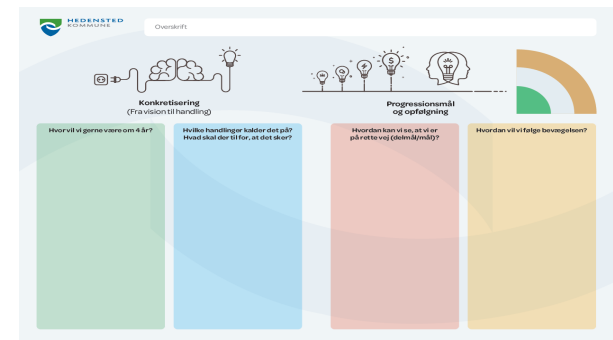 HEDENSTED
KOMMUNE
Overskrift
Konkretisering
(Fra vision til handling)
Progressionsmål
og opfølgning
Hvor vil vi gerne være om 4 år?
Hvilke handlinger kalder det på?
Hvad skal der til for, at det sker?
Hvordan kan vi se, at vi er
på rette vej (delmål/mål)?
Hvordan vil vi følge bevægelsen?